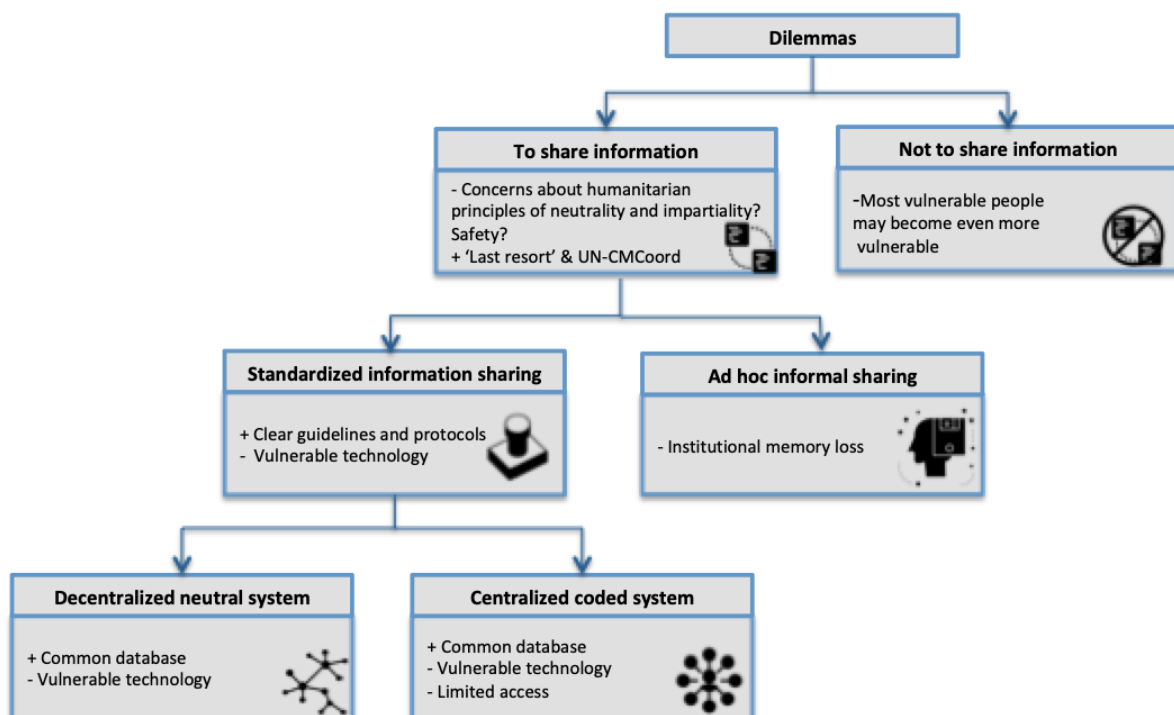 Dilemmas
To share information
- Concerns about humanitarian
principles of neutrality and impartiality?
Safety?
+ ‘Last resort’ & UN-CMCoord
Not to share information
-Most vulnerable people
may become even more
vulnerable
Standardized information sharing
+ Clear guidelines and protocols
- Vulnerable technology
Ad hoc informal sharing
- Institutional memory loss
Decentralized neutral system
+ Common database
- Vulnerable technology
Centralized coded system
+ Common database
- Vulnerable technology
- Limited access